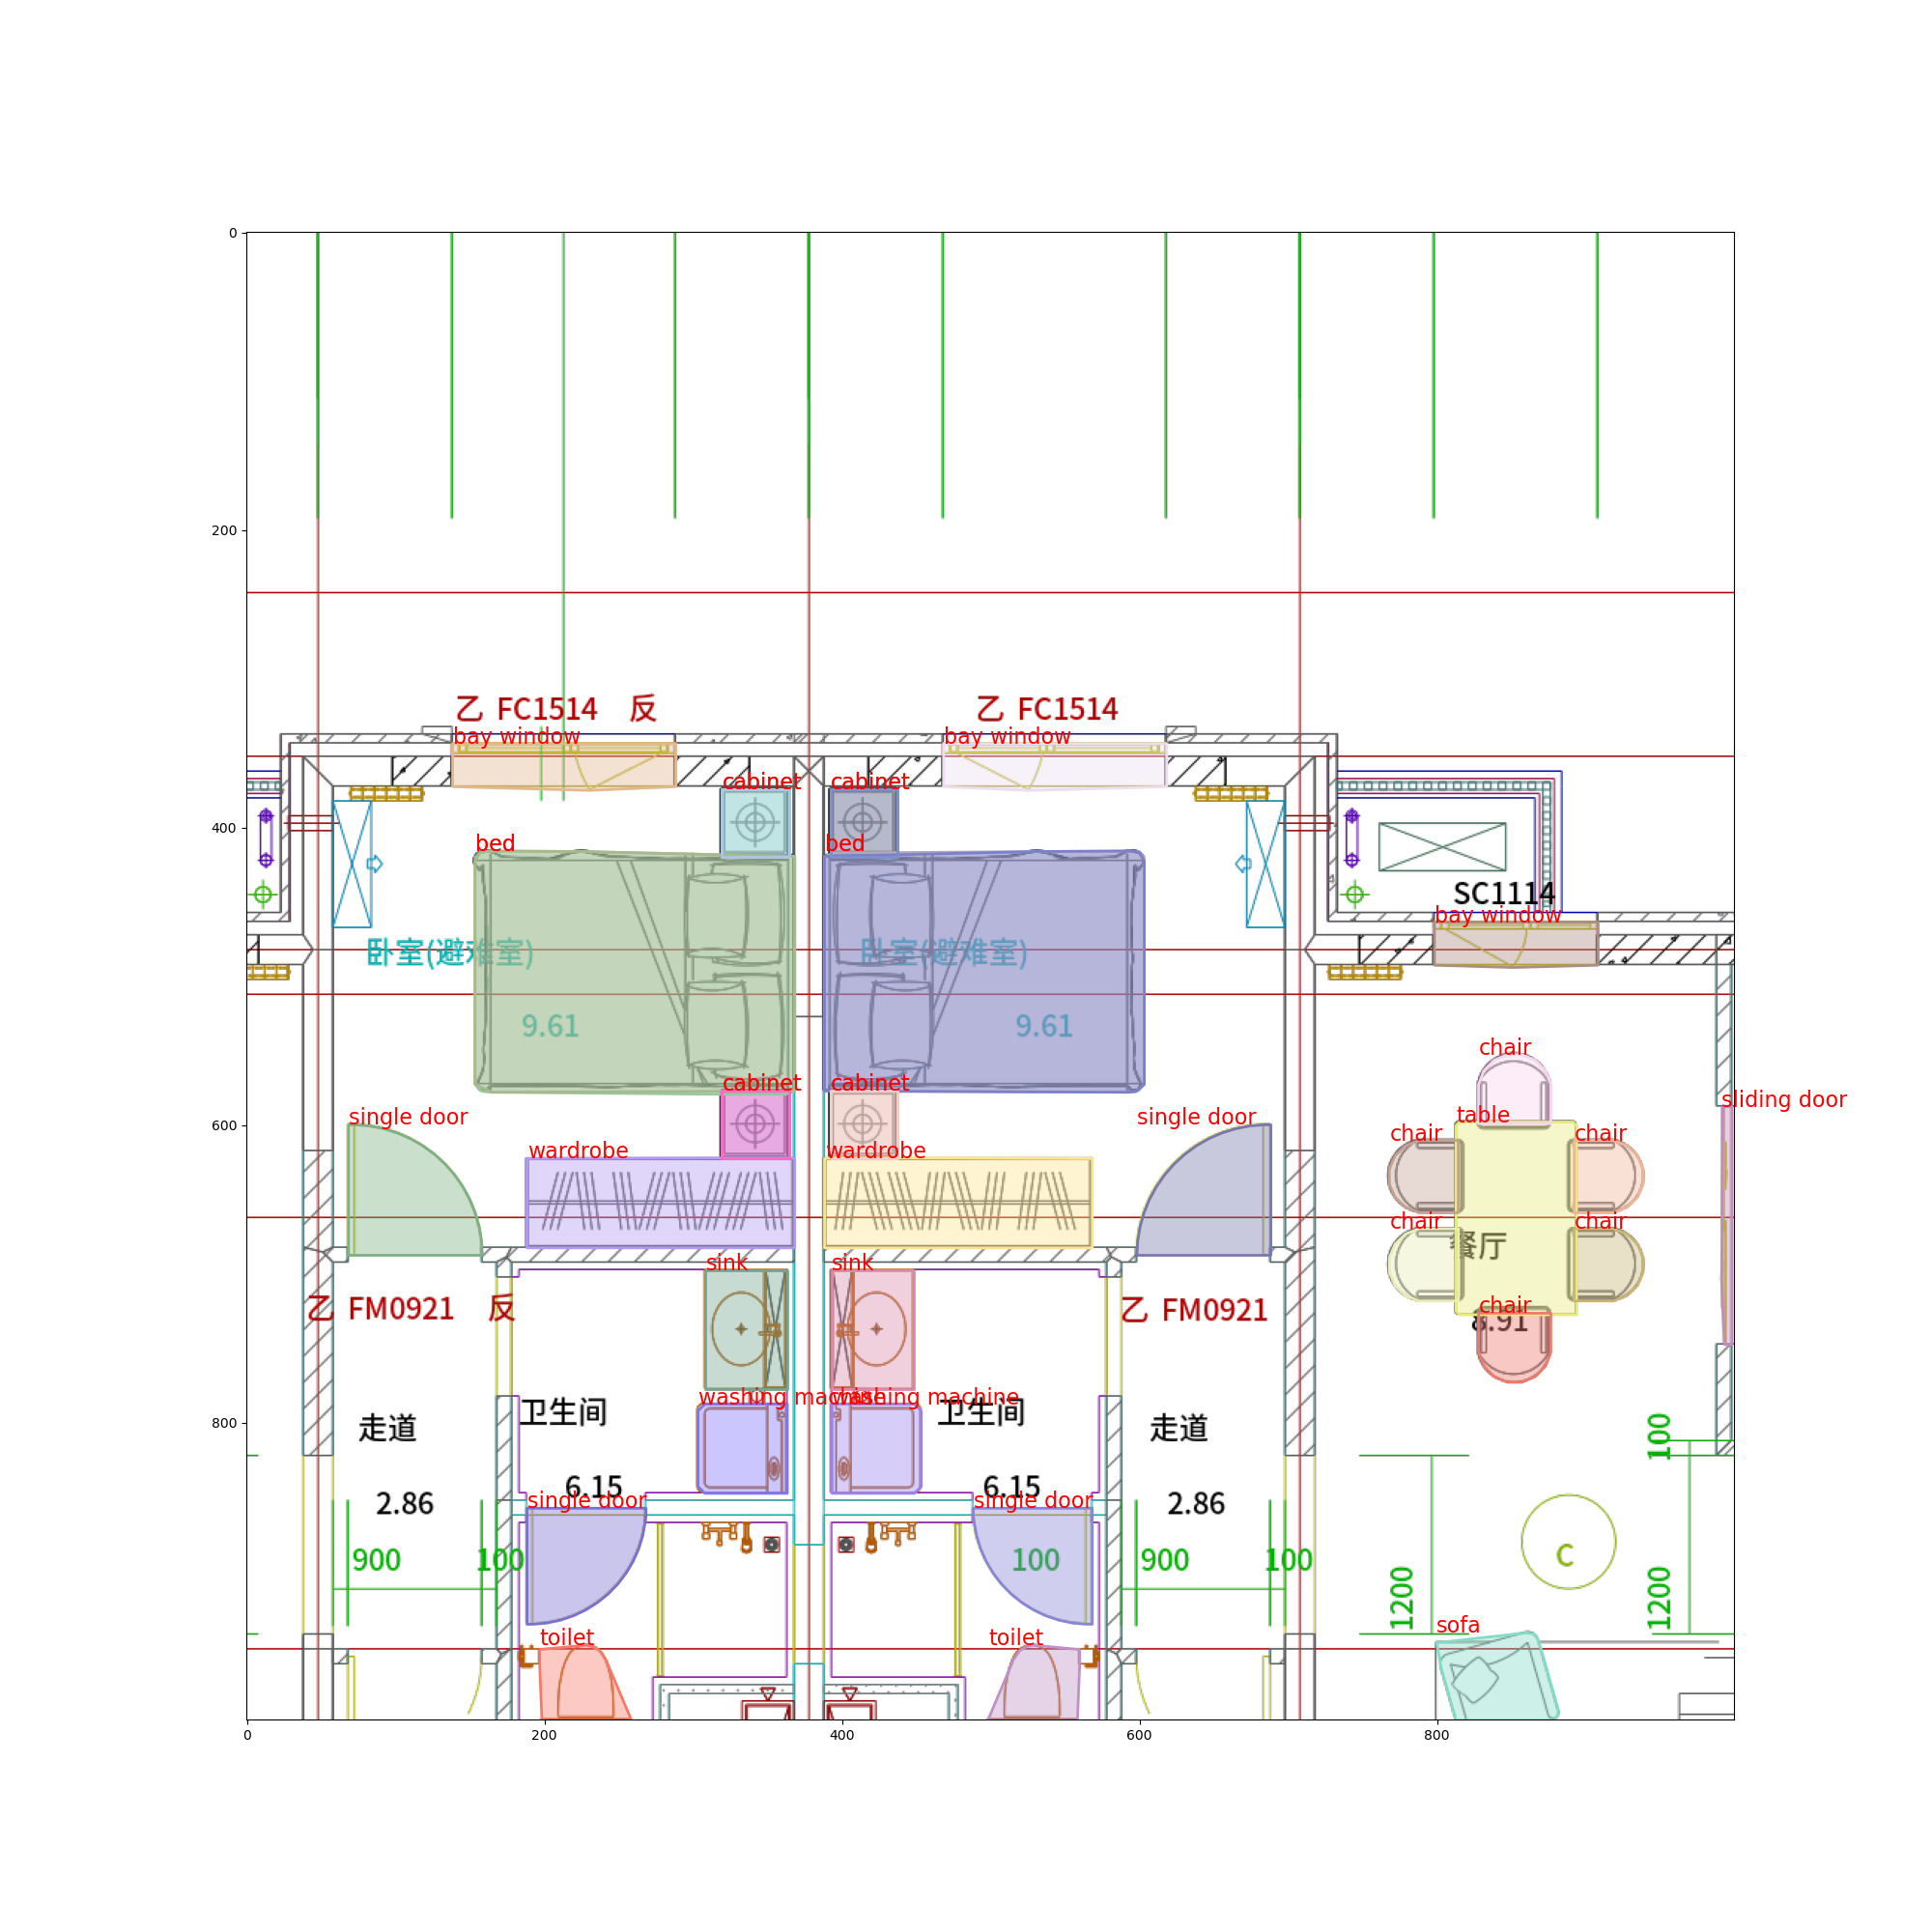 0
200
乙 FC1514 反
乙 FC1514
bay window
bay window
cabinet
cabinet
400
bed
bed
SC1114
bay window
卧室(避难室)
卧室(避难室)
9.61
9.61
chair
cabinet
cabinet
sliding door
600
single door
single door
table
chair
chair
wardrobe
wardrobe
chair
chair
餐厅
sink
sink
乙 FM0921 反
乙 FM0921
chair
8.91
washing machine
washing machine
卫生间
卫生间
800
走道
走道
100
6.15
6.15
2.86
2.86
single door
single door
900
100
100
900
100
C
1200
1200
toilet
toilet
sofa
0
200
400
600
800